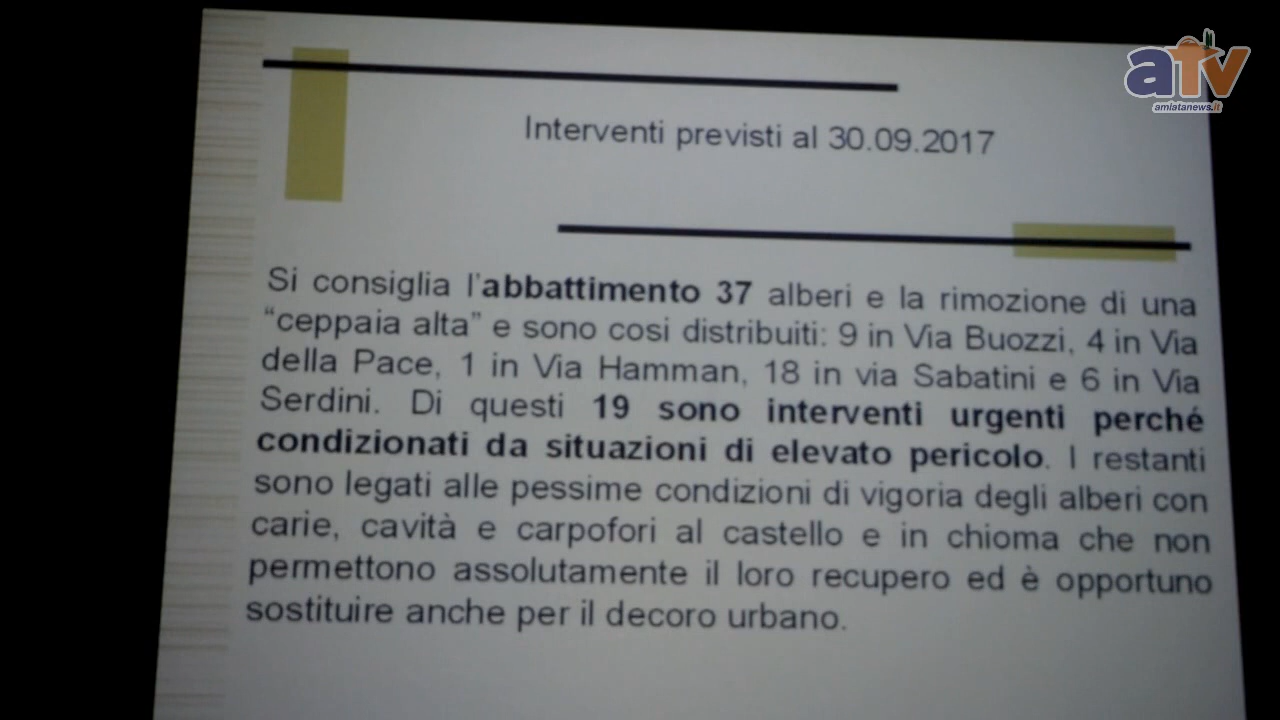 aTv
amiatanews.it
Interventi previsti al 30.09.2017
Si consiglia l'abbattimento 37 alberi e la rimozione di una
“ceppaia alta” e sono cosi distribuiti: 9 in Via Buozzi, 4 in Via
della Pace, 1 in Via Hamman, 18 in via Sabatini e 6 in Via
Serdini. Di questi 19 sono interventi urgenti perché
condizionati da situazioni di elevato pericolo. I restanti
sono legati alle pessime condizioni di vigoria degli alberi con
carie, cavità e carpofori al castello e in chioma che non
permettono assolutamente il loro recupero ed è opportuno
sostituire anche per il decoro urbano.